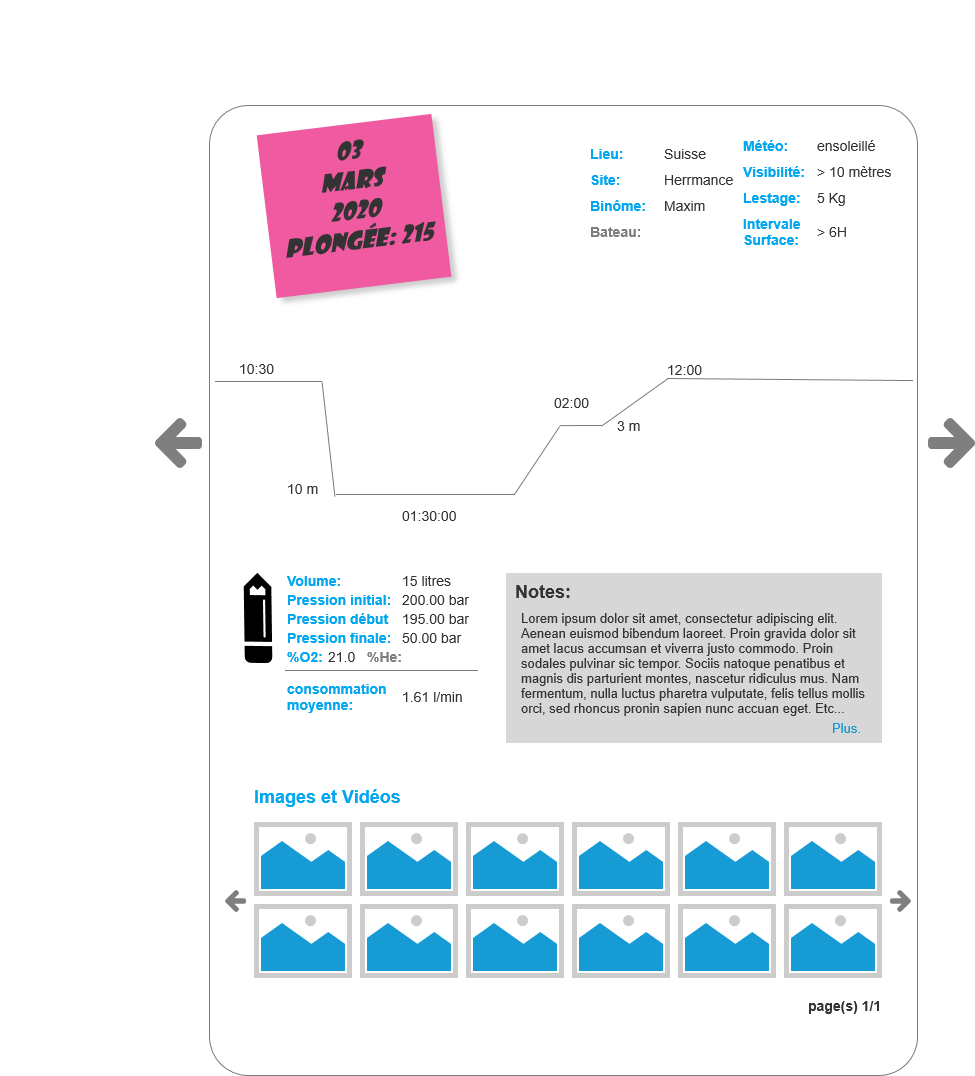 03
MARS
2020
PLONGÉE: 215
Lieu: Suisse
Site: Herrmance
Binôme: Maxim
Bateau:
Météo: ensoleillé
Visibilité: > 10 mètres
Lestage: 5 Kg
Intervale
Surface: > 6H
10:30
12:00
02:00
3 m
10 m
01:30:00
Volume: 15 litres
Pression initial: 200.00 bar
Pression début 195.00 bar
Pression finale: 50.00 bar
%O2: 21.0 %He:
consommation
moyenne: 1.61 l/min
Notes:
Lorem ipsum dolor sit amet, consectetur adipiscing elit.
Aenean euismod bibendum laoreet. Proin gravida dolor sit
amet lacus accumsan et viverra justo commodo. Proin
sodales pulvinar sic tempor. Sociis natoque penatibus et
magnis dis parturient montes, nascetur ridiculus mus. Nam
fermentum, nulla luctus pharetra vulputate, felis tellus mollis
orci, sed rhoncus pronin sapien nunc accuan eget. Etc...
Plus.
Images et Vidéos
page(s) 1/1